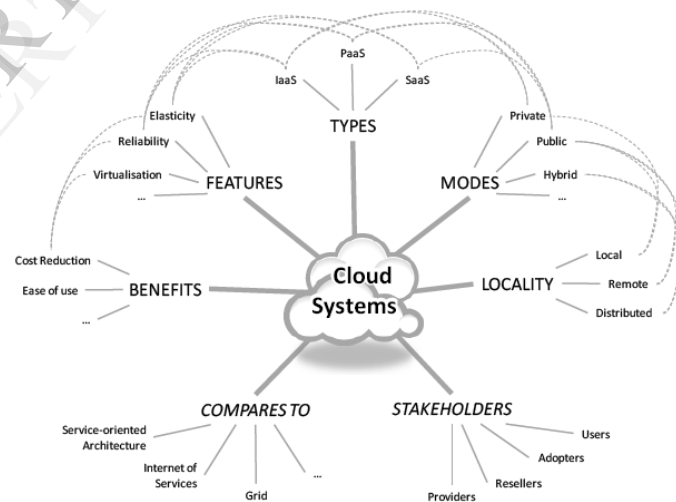 PaaS
IaaS
SaaS
TYPES
Elasticity
Reliability
Virtualisation
...
FEATURES
Private
Public
Hybrid
...
MODES
Cost Reduction
Ease of use
...
BENEFITS
Cloud
Systems
LOCALITY
Local
Remote
Distributed
COMPARES TO
Service-oriented
Architecture
Internet of
Services
Grid
...
STAKEHOLDERS
Users
Adopters
Resellers
Providers